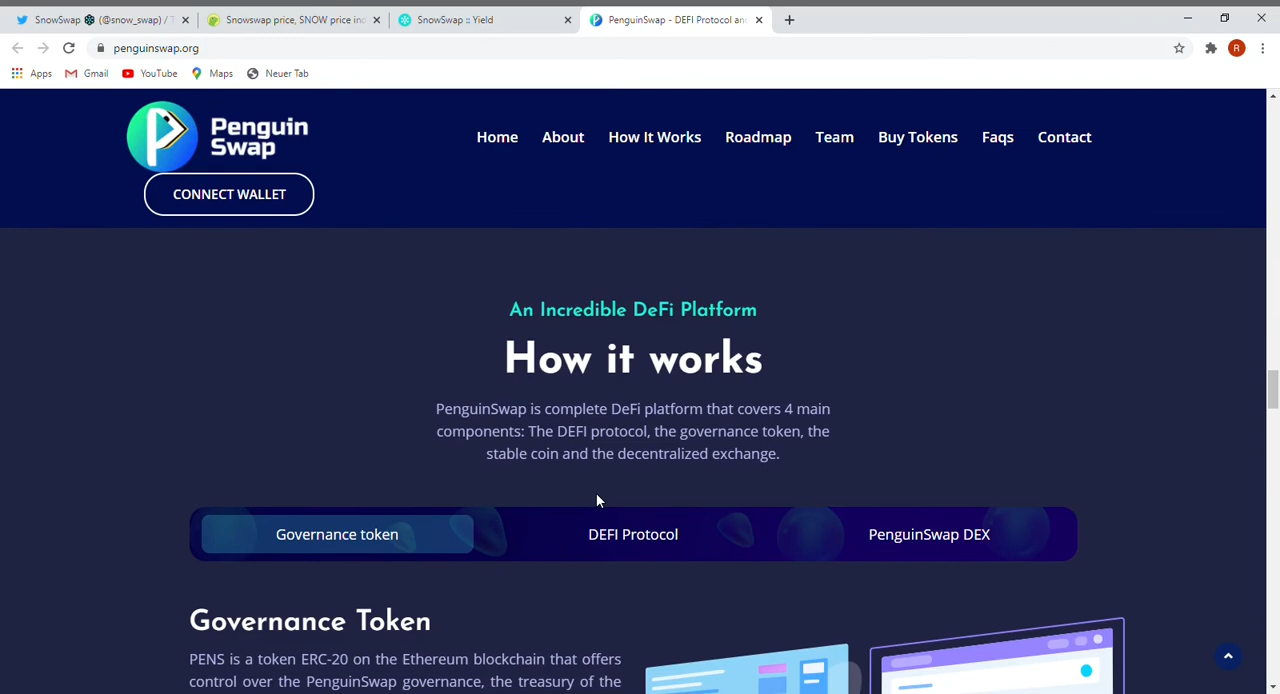 SnowSwap (@snow_swap) / T
Snowswap price, SNOW price ind
SnowSwap :: Yield
PenguinSwap - DEFI Protocol and
penguinswap.org
R
Apps Gmail YouTube Maps Neuer Tab
Penguin
Swap
Home About How It Works Roadmap Team Buy Tokens Faqs Contact
CONNECT WALLET
An Incredible DeFi Platform
How it works
PenguinSwap is complete DeFi platform that covers 4 main
components: The DEFI protocol, the governance token, the
stable coin and the decentralized exchange.
Governance token DEFI Protocol PenguinSwap DEX
Governance Token
PENS is a token ERC-20 on the Ethereum blockchain that offers
control over the PenguinSwap governance, the treasury of the